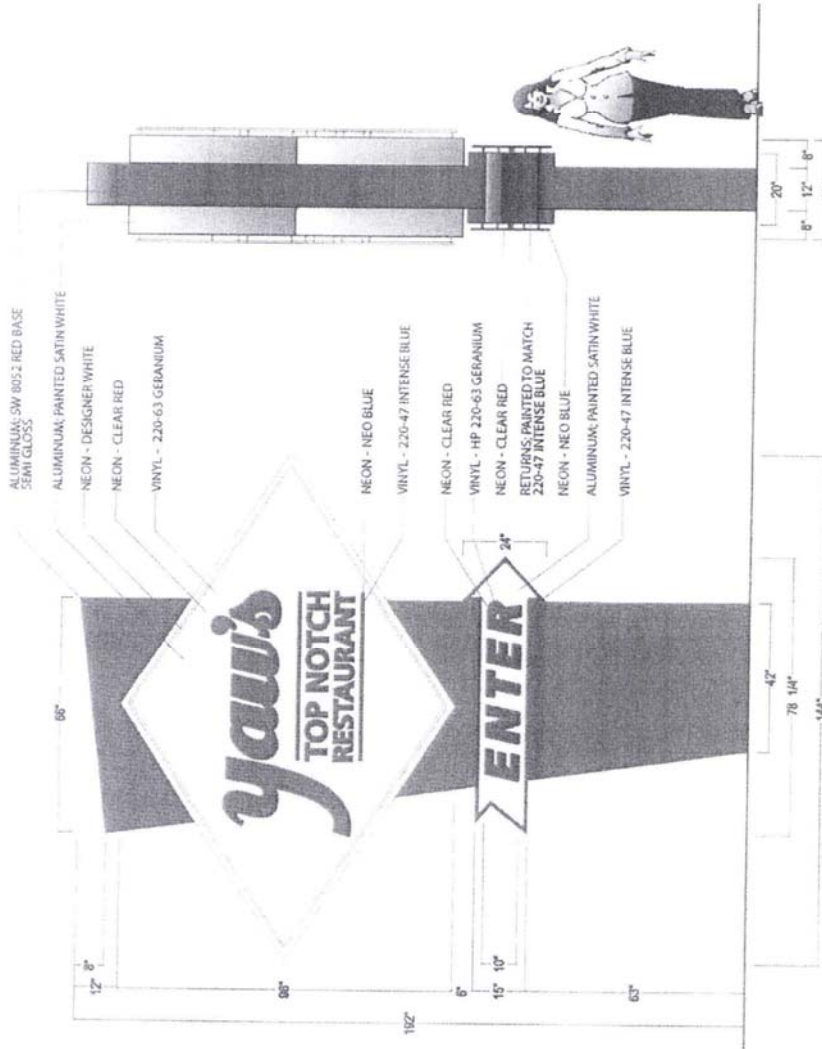 ALUMINUM; SW 8052 RED BASE
SEMI GLOSS
ALUMINUM; PAINTED SATIN WHITE
NEON - DESIGNER WHITE
NEON - CLEAR RED
VINYL - 220-63 GERANIUM
NEON - NEO BLUE
VINYL - 220-47 INTENSE BLUE
NEON - CLEAR RED
VINYL - HP 220-63 GERANIUM
NEON - CLEAR RED
RETURNS; PAINTED TO MATCH
220-47 INTENSE BLUE
NEON - NEO BLUE
ALUMINUM; PAINTED SATIN WHITE
VINYL - 220-47 INTENSE BLUE
66"
yaw's
TOP NOTCH
RESTAURANT
ENTER
24"
8"
12"
96"
6"
10"
15"
63"
192"
42"
78 1/4"
144"
20"
8"
12"
8"